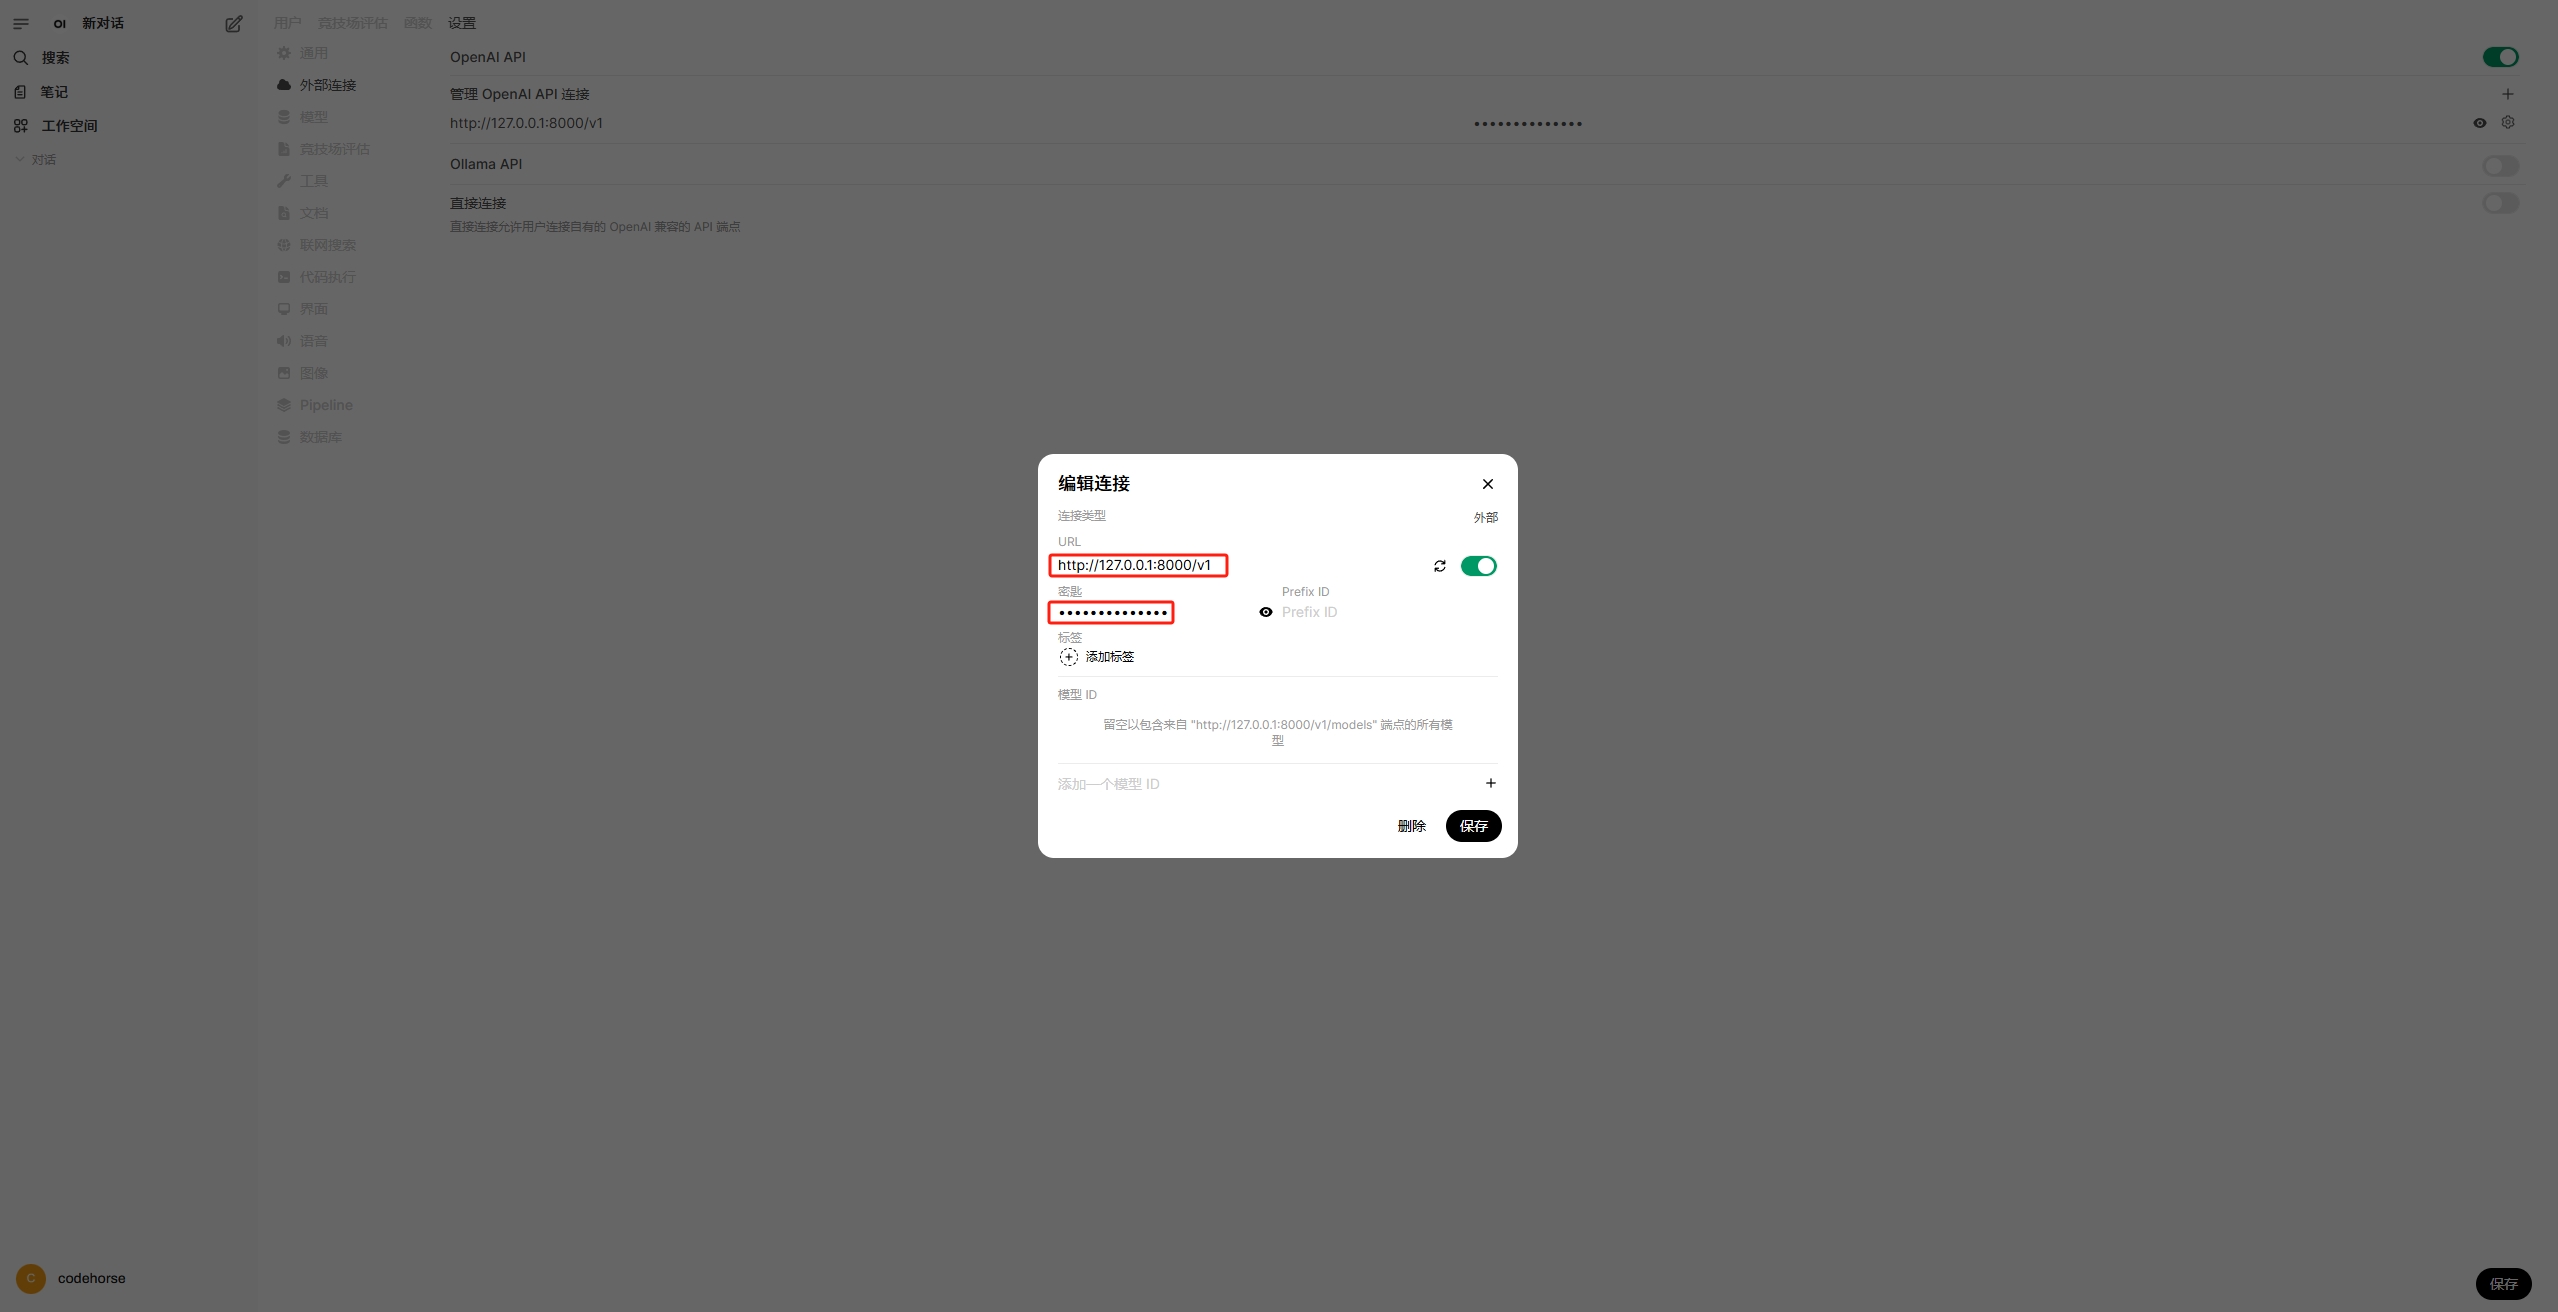 OI 新对话
搜索
笔记
工作空间
对话
用户 竞技场评估 函数 设置
通用
外部连接
模型
竞技场评估
工具
文档
联网搜索
代码执行
界面
语音
图像
Pipeline
数据库
OpenAI API
管理 OpenAI API 连接
http://127.0.0.1:8000/v1
Ollama API
直接连接
直接连接允许用户连接自有的 OpenAI 兼容的 API 端点
编辑连接
连接类型 外部
URL
http://127.0.0.1:8000/v1
密匙 Prefix ID
Prefix ID
标签
添加标签
模型 ID
留空以包含来自 "http://127.0.0.1:8000/v1/models" 端点的所有模
型
添加一个模型 ID
删除 保存
C codehorse
保存